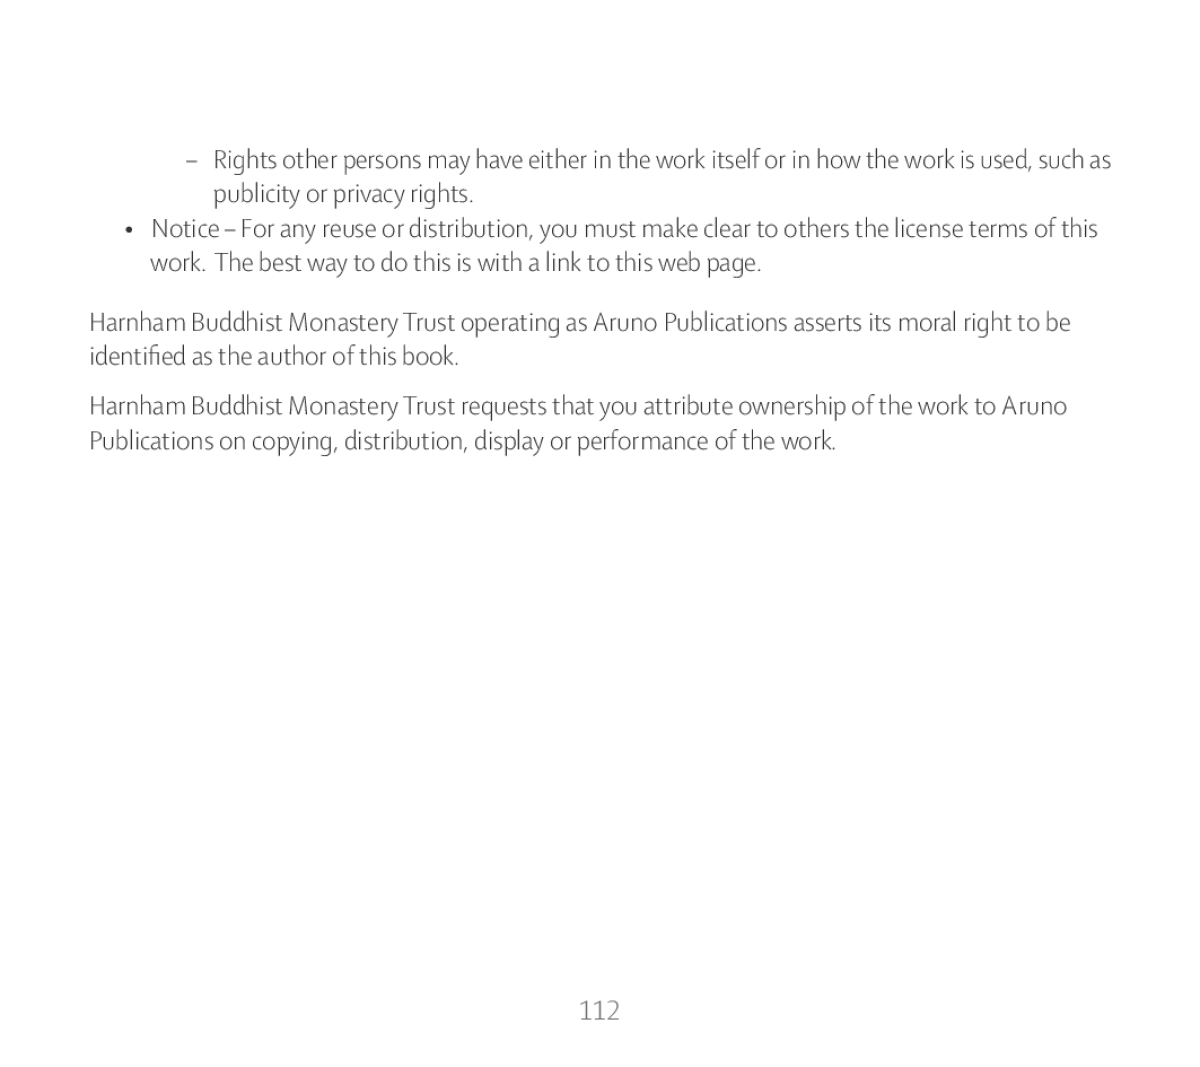 – Rights other persons may have either in the work itself or in how the work is used, such as
publicity or privacy rights.
• Notice – For any reuse or distribution, you must make clear to others the license terms of this
work. The best way to do this is with a link to this web page.
Harnham Buddhist Monastery Trust operating as Aruno Publications asserts its moral right to be
identified as the author of this book.
Harnham Buddhist Monastery Trust requests that you attribute ownership of the work to Aruno
Publications on copying, distribution, display or performance of the work.
112